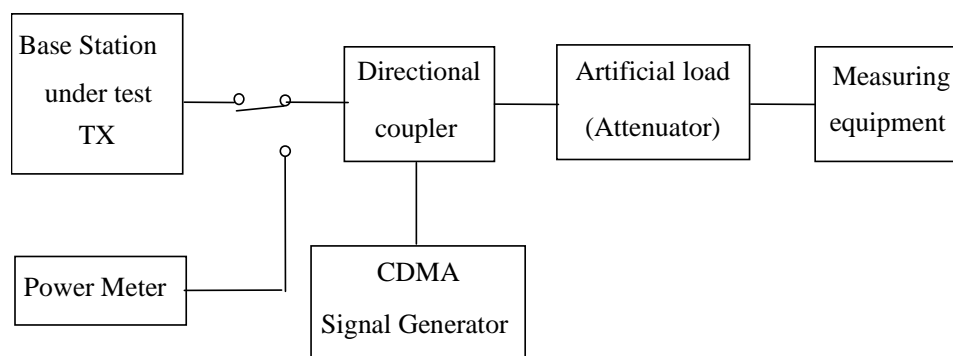 Base Station
under test
TX
Directional
coupler
Artificial load
(Attenuator)
Measuring
equipment
Power Meter
CDMA
Signal Generator